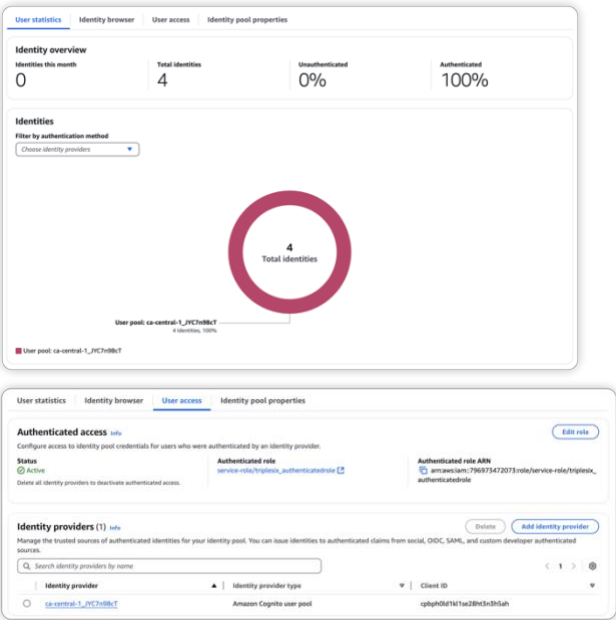 User statistics Identity browser User access Identity pool properties
Identity overview
Identities this month Total identities Unauthenticated Authenticated
0 4 0% 100%
Identities
Filter by authentication method
Choose identity providers
4
Total identities
User pool: ca-central-1_JYC7n9BcT
4 identities, 100%
User pool: ca-central-1_JYC7n9BcT
User statistics Identity browser User access Identity pool properties
Authenticated access Info Edit role
Configure access to identity pool credentials for users who were authenticated by an identity provider.
Status Authenticated role Authenticated role ARN
Active service-role/triplesix_authenticatedrole arn:aws:iam::796973472073:role/service-role/triplesix_
authenticatedrole
Delete all identity providers to deactivate authenticated access.
Identity providers (1) Info Delete Add identity provider
Manage the trusted sources of authenticated identities for your identity pool. You can issue identities to authenticated claims from social, OIDC, SAML, and custom developer authenticated
sources.
Search identity providers by name 1
Identity provider Identity provider type Client ID
ca-central-1_JYC7n9BcT Amazon Cognito user pool